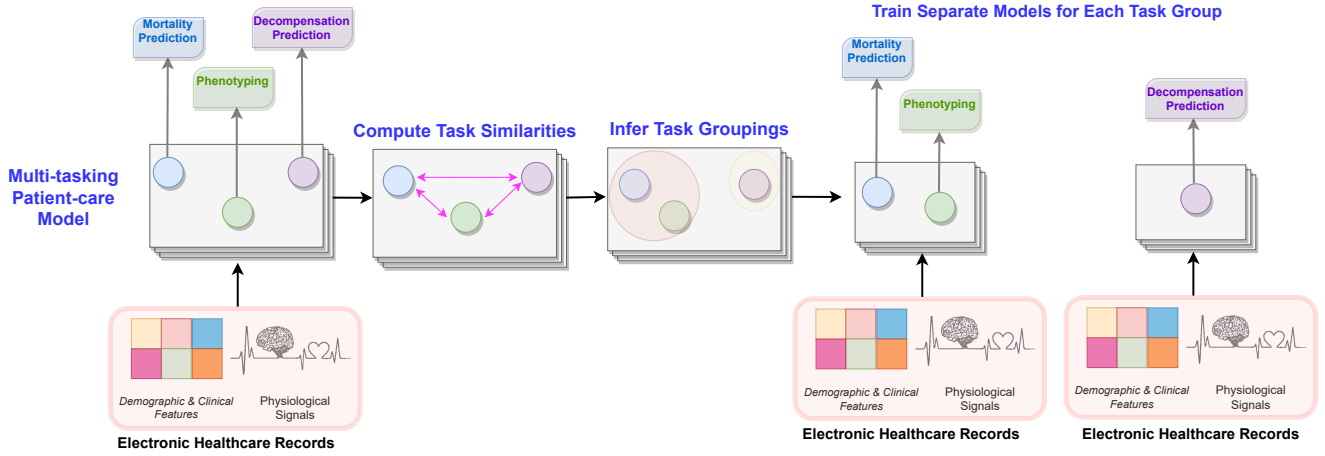 Train Separate Models for Each Task Group
Mortality
Prediction
Decompensation
Prediction
Phenotyping
Multi-tasking
Patient-care
Model
Compute Task Similarities
Infer Task Groupings
Mortality
Prediction
Phenotyping
Decompensation
Prediction
Demographic & Clinical
Features
Physiological
Signals
Electronic Healthcare Records
Demographic & Clinical
Features
Physiological
Signals
Electronic Healthcare Records
Demographic & Clinical
Features
Physiological
Signals
Electronic Healthcare Records